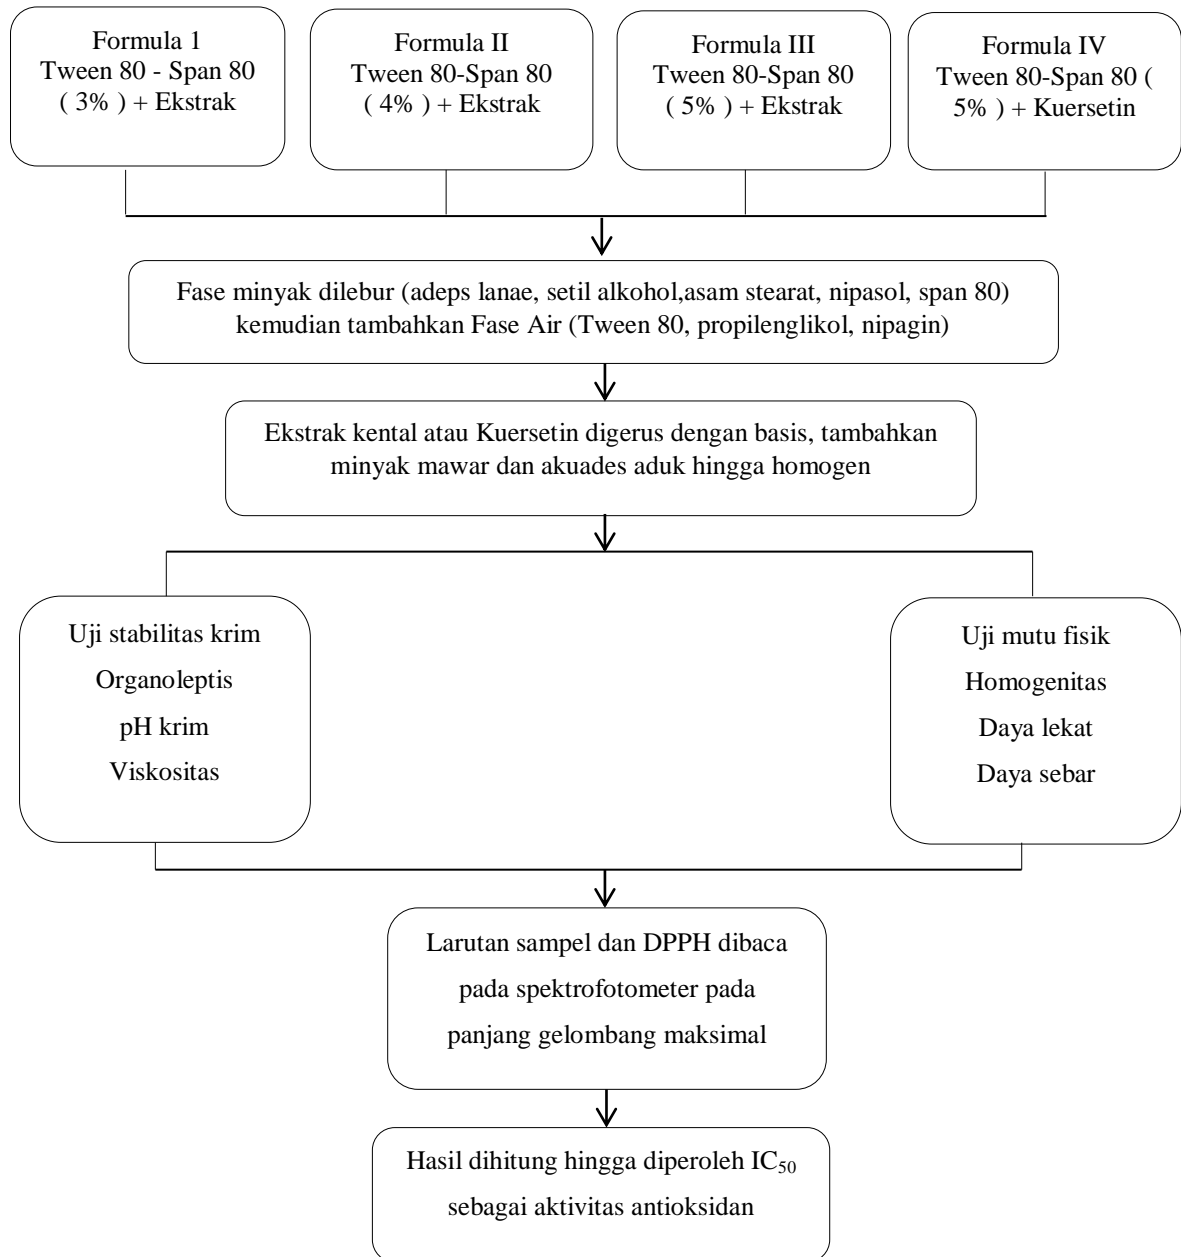 Formula 1
Tween 80 - Span 80
( 3% ) + Ekstrak
Formula II
Tween 80-Span 80
( 4% ) + Ekstrak
Formula III
Tween 80-Span 80
( 5% ) + Ekstrak
Formula IV
Tween 80-Span 80 (
5% ) + Kuersetin
Fase minyak dilebur (adeps lanae, setil alkohol,asam stearat, nipasol, span 80)
kemudian tambahkan Fase Air (Tween 80, propilenglikol, nipagin)
Ekstrak kental atau Kuersetin digerus dengan basis, tambahkan
minyak mawar dan akuades aduk hingga homogen
Uji stabilitas krim
Organoleptis
pH krim
Viskositas
Uji mutu fisik
Homogenitas
Daya lekat
Daya sebar
Larutan sampel dan DPPH dibaca
pada spektrofotometer pada
panjang gelombang maksimal
Hasil dihitung hingga diperoleh IC₅₀
sebagai aktivitas antioksidan